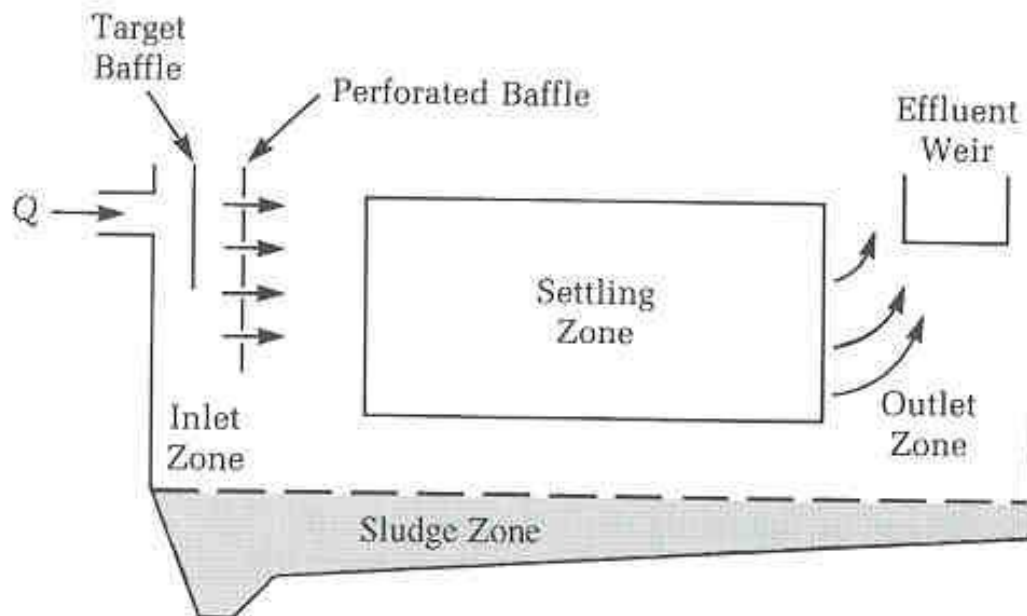 Target
Baffle
Perforated Baffle
Effluent
Weir
Q
Settling
Zone
Inlet
Zone
Outlet
Zone
Sludge Zone